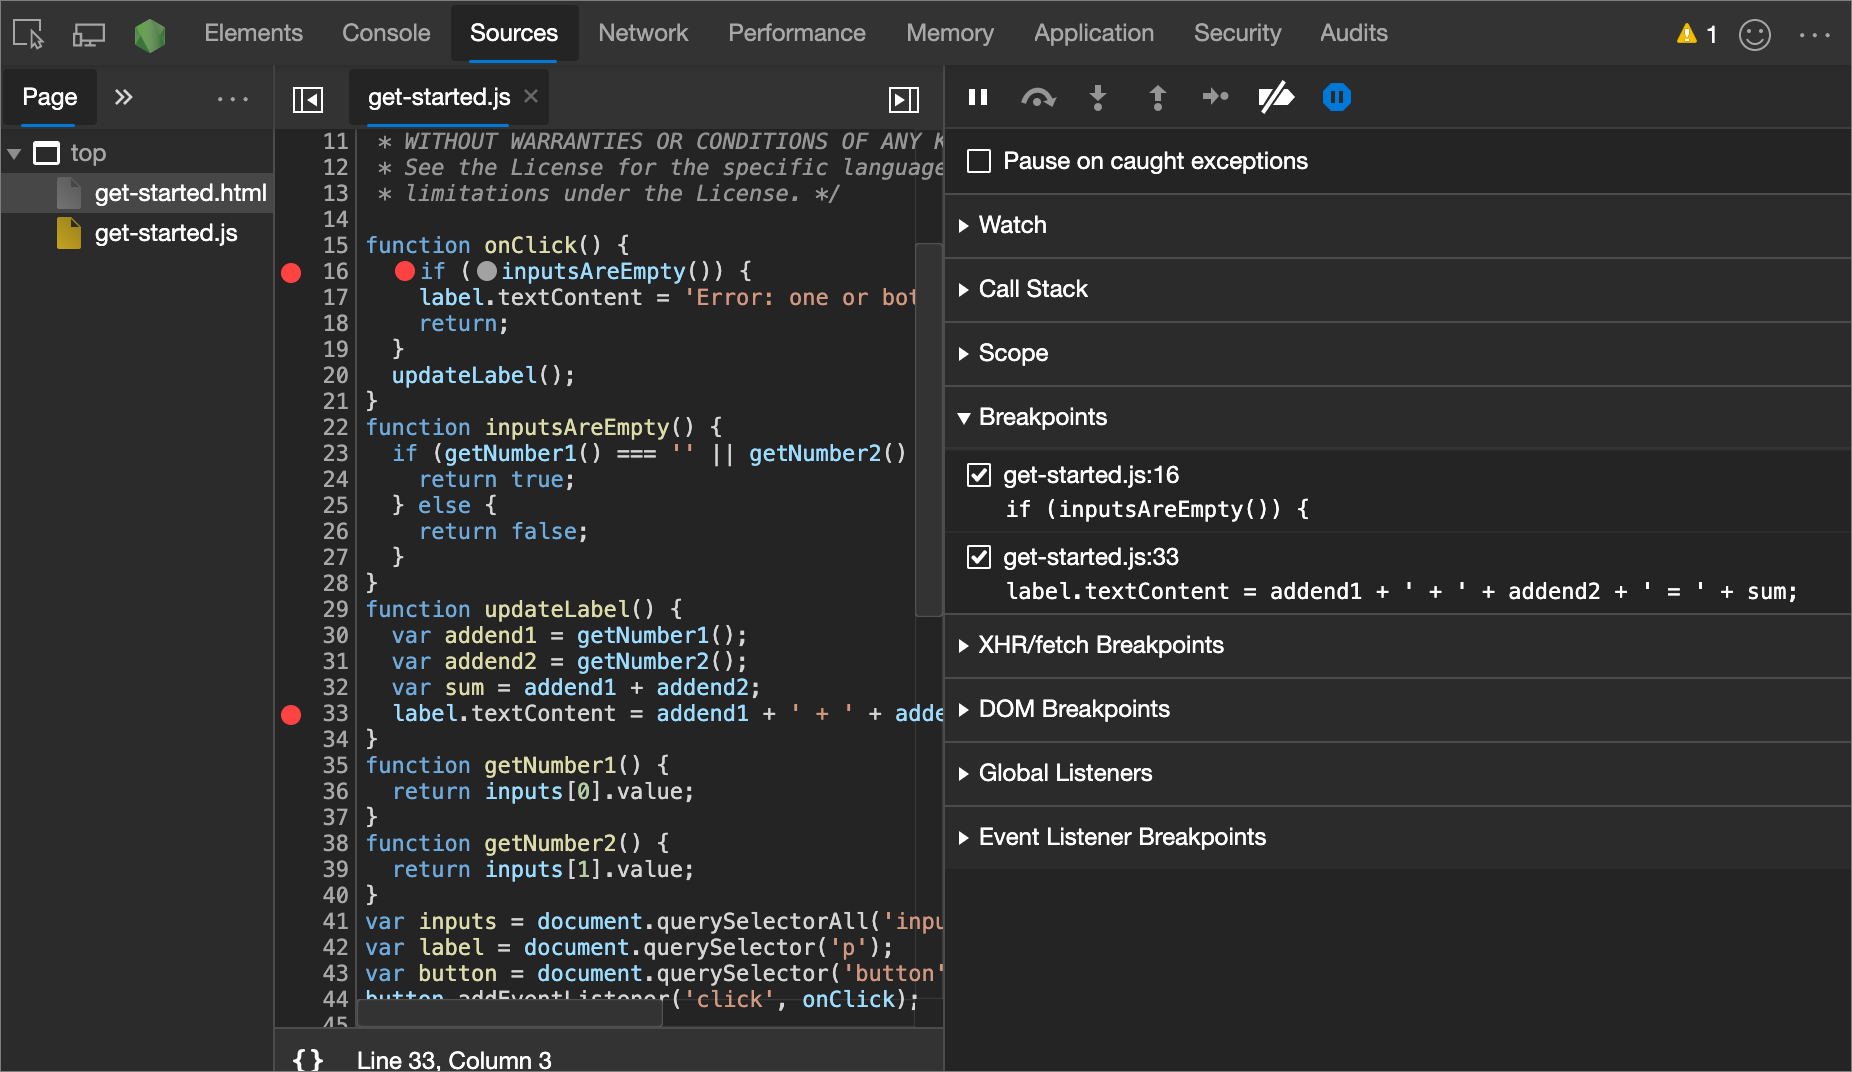 Elements Console Sources Network Performance Memory Application Security Audits 1
Page
top
get-started.html
get-started.js
get-started.js
11 * WITHOUT WARRANTIES OR CONDITIONS OF ANY K
12 * See the License for the specific language
13 * limitations under the License. */
14
15 function onClick() {
16 if (inputsAreEmpty()) {
17 label.textContent = 'Error: one or bot
18 return;
19 }
20 updateLabel();
21 }
22 function inputsAreEmpty() {
23 if (getNumber1() === '' || getNumber2()
24 return true;
25 } else {
26 return false;
27 }
28 }
29 function updateLabel() {
30 var addend1 = getNumber1();
31 var addend2 = getNumber2();
32 var sum = addend1 + addend2;
33 label.textContent = addend1 + ' + ' + adde
34 }
35 function getNumber1() {
36 return inputs[0].value;
37 }
38 function getNumber2() {
39 return inputs[1].value;
40 }
41 var inputs = document.querySelectorAll('inpu
42 var label = document.querySelector('p');
43 var button = document.querySelector('button'
44 button.addEventListener('click', onClick);
45
{} Line 33, Column 3
Pause on caught exceptions
Watch
Call Stack
Scope
Breakpoints
get-started.js:16
if (inputsAreEmpty()) {
get-started.js:33
label.textContent = addend1 + ' + ' + addend2 + ' = ' + sum;
XHR/fetch Breakpoints
DOM Breakpoints
Global Listeners
Event Listener Breakpoints